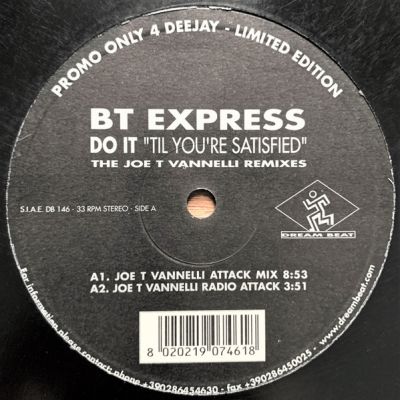 PROMO ONLY 4 DEEJAY - LIMITED EDITION
BT EXPRESS
DO IT "TIL YOU'RE SATISFIED"
THE JOE T VANNELLI REMIXES
S.I.A.E. DB 146 - 33 RPM STEREO - SIDE A
DREAM BEAT
A1. JOE T VANNELLI ATTACK MIX 8:53
A2. JOE T VANNELLI RADIO ATTACK 3:51
8 020219 074618
For information please contact: phone +390286454630 - fax +390286450025 - www.dreambeat.com